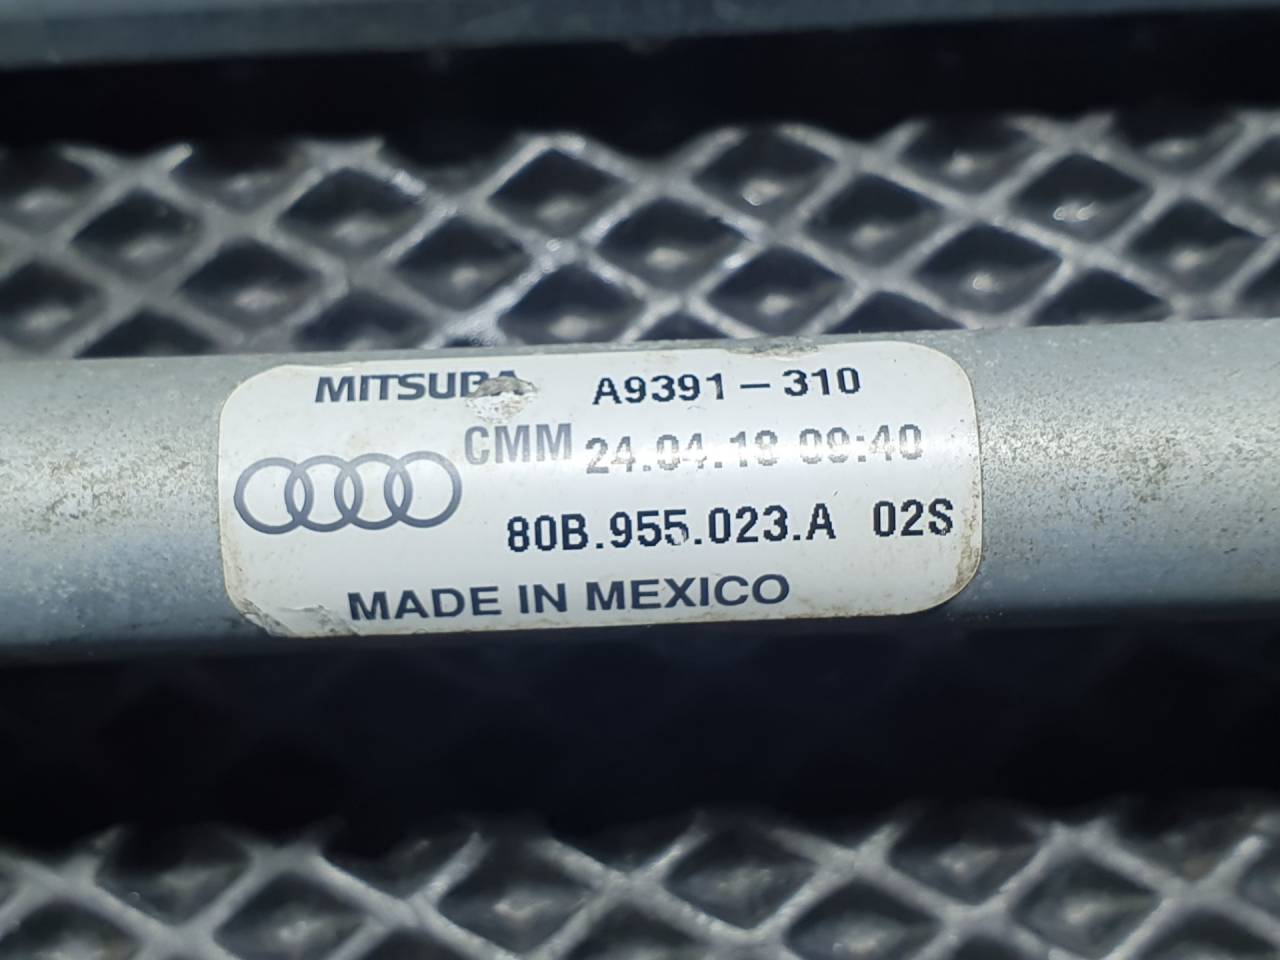 MITSUBA A9391-310
CMM 24.04.18 09:40
80B.955.023.A 02S
MADE IN MEXICO